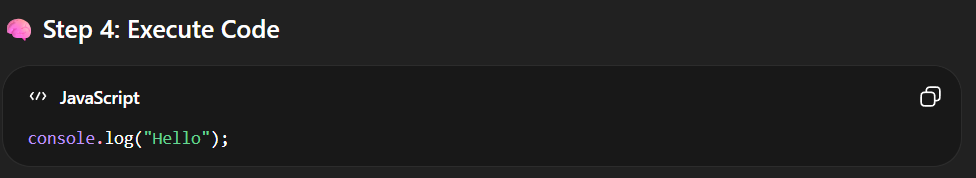 🧠 Step 4: Execute Code
JavaScript
console.log("Hello");